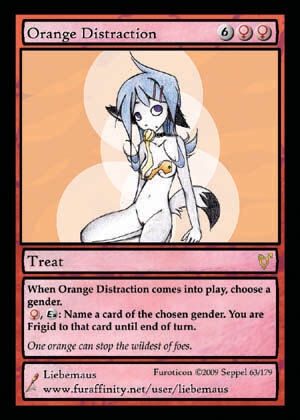 Orange Distraction 6
Treat
When Orange Distraction comes into play, choose a
gender.
: Name a card of the chosen gender. You are
Frigid to that card until end of turn.
One orange can stop the wildest of foes.
Liebemaus Furoticon ©2009 Seppel 63/179
www.furaffinity.net/user/liebemaus